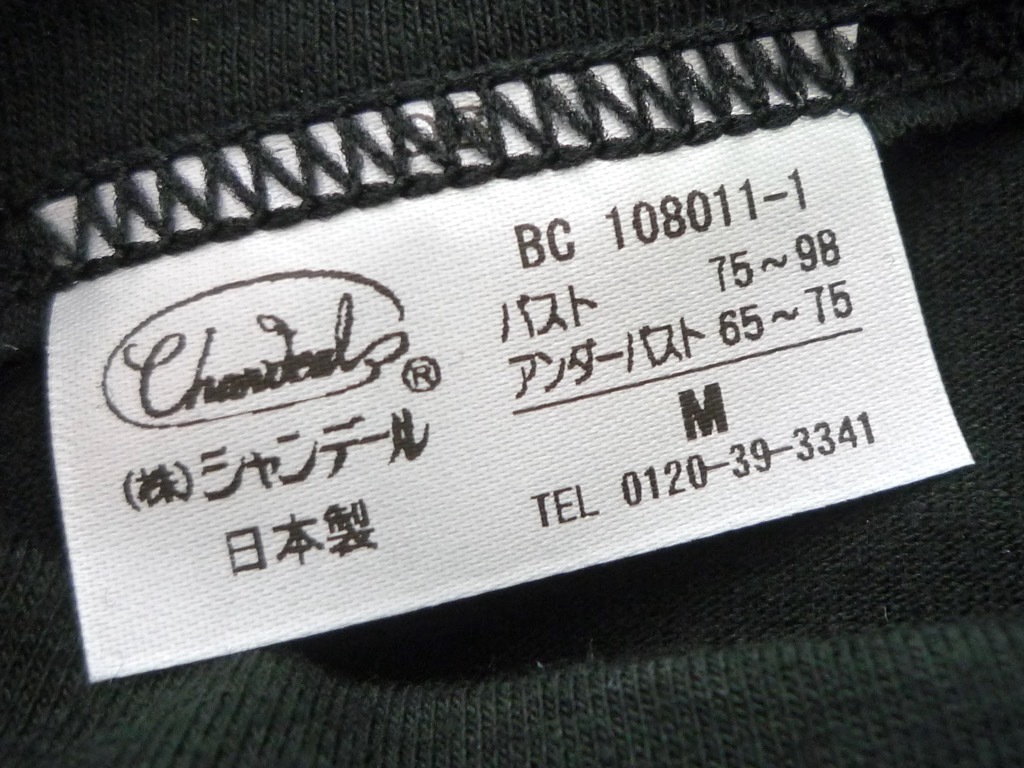 Chandeal ®
(株)シャンデール
日本製
BC 108011-1
バスト 75～98
アンダーバスト 65～75
M
TEL 0120-39-3341